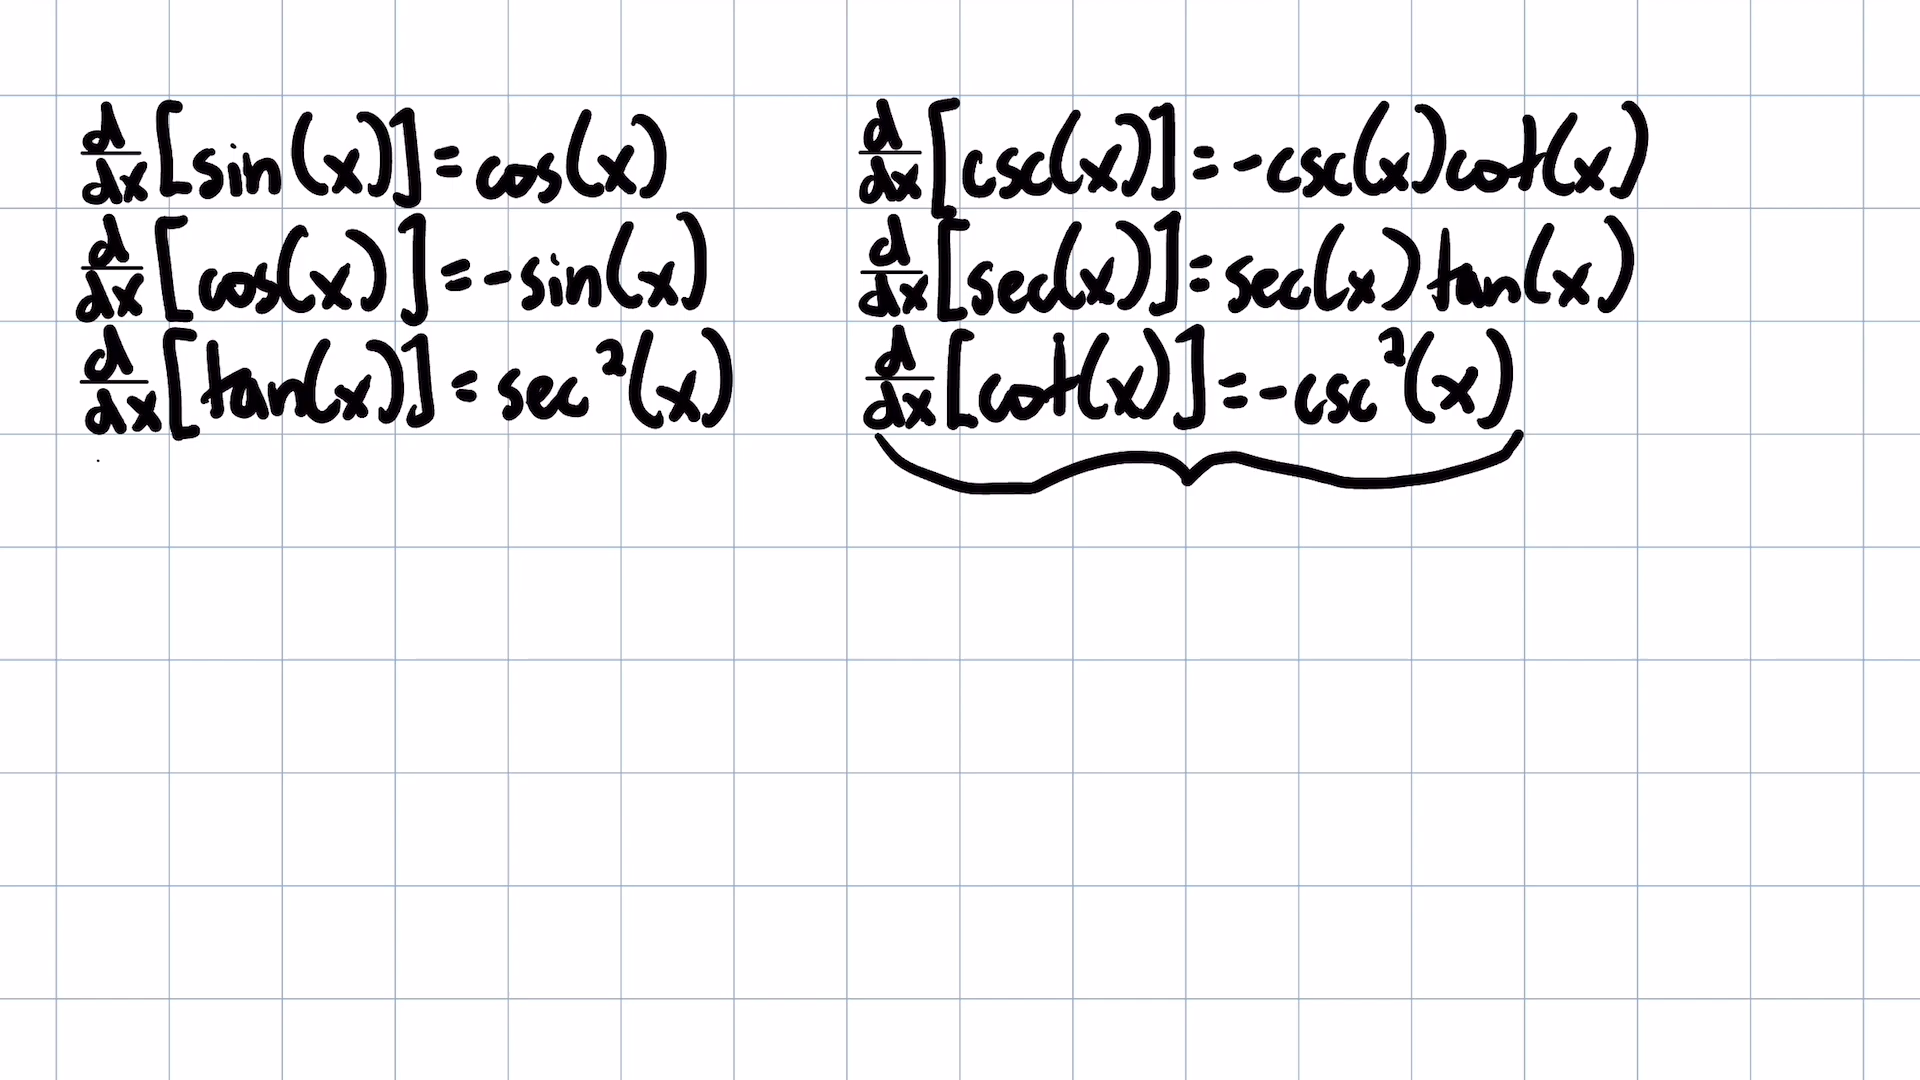 d/dx[sin(x)]=cos(x)
d/dx[cos(x)]=-sin(x)
d/dx[tan(x)]=sec²(x)
d/dx[csc(x)]=-csc(x)cot(x)
d/dx[sec(x)]=sec(x)tan(x)
d/dx[cot(x)]=-csc²(x)